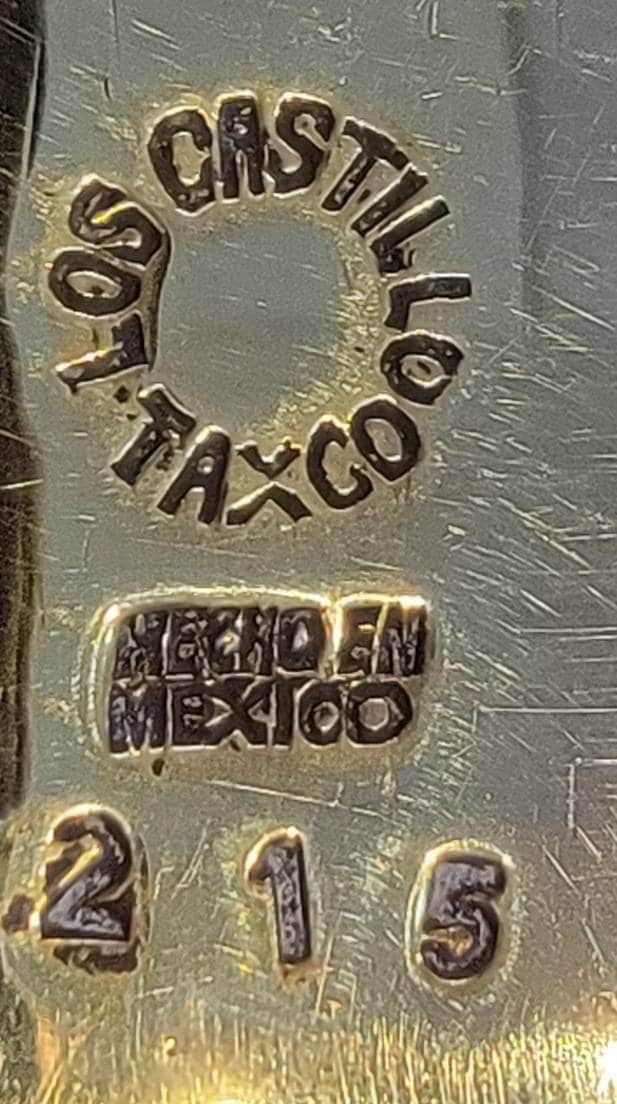 LOS CASTILLO
TAXCO
HECHO EN
MEXICO
215